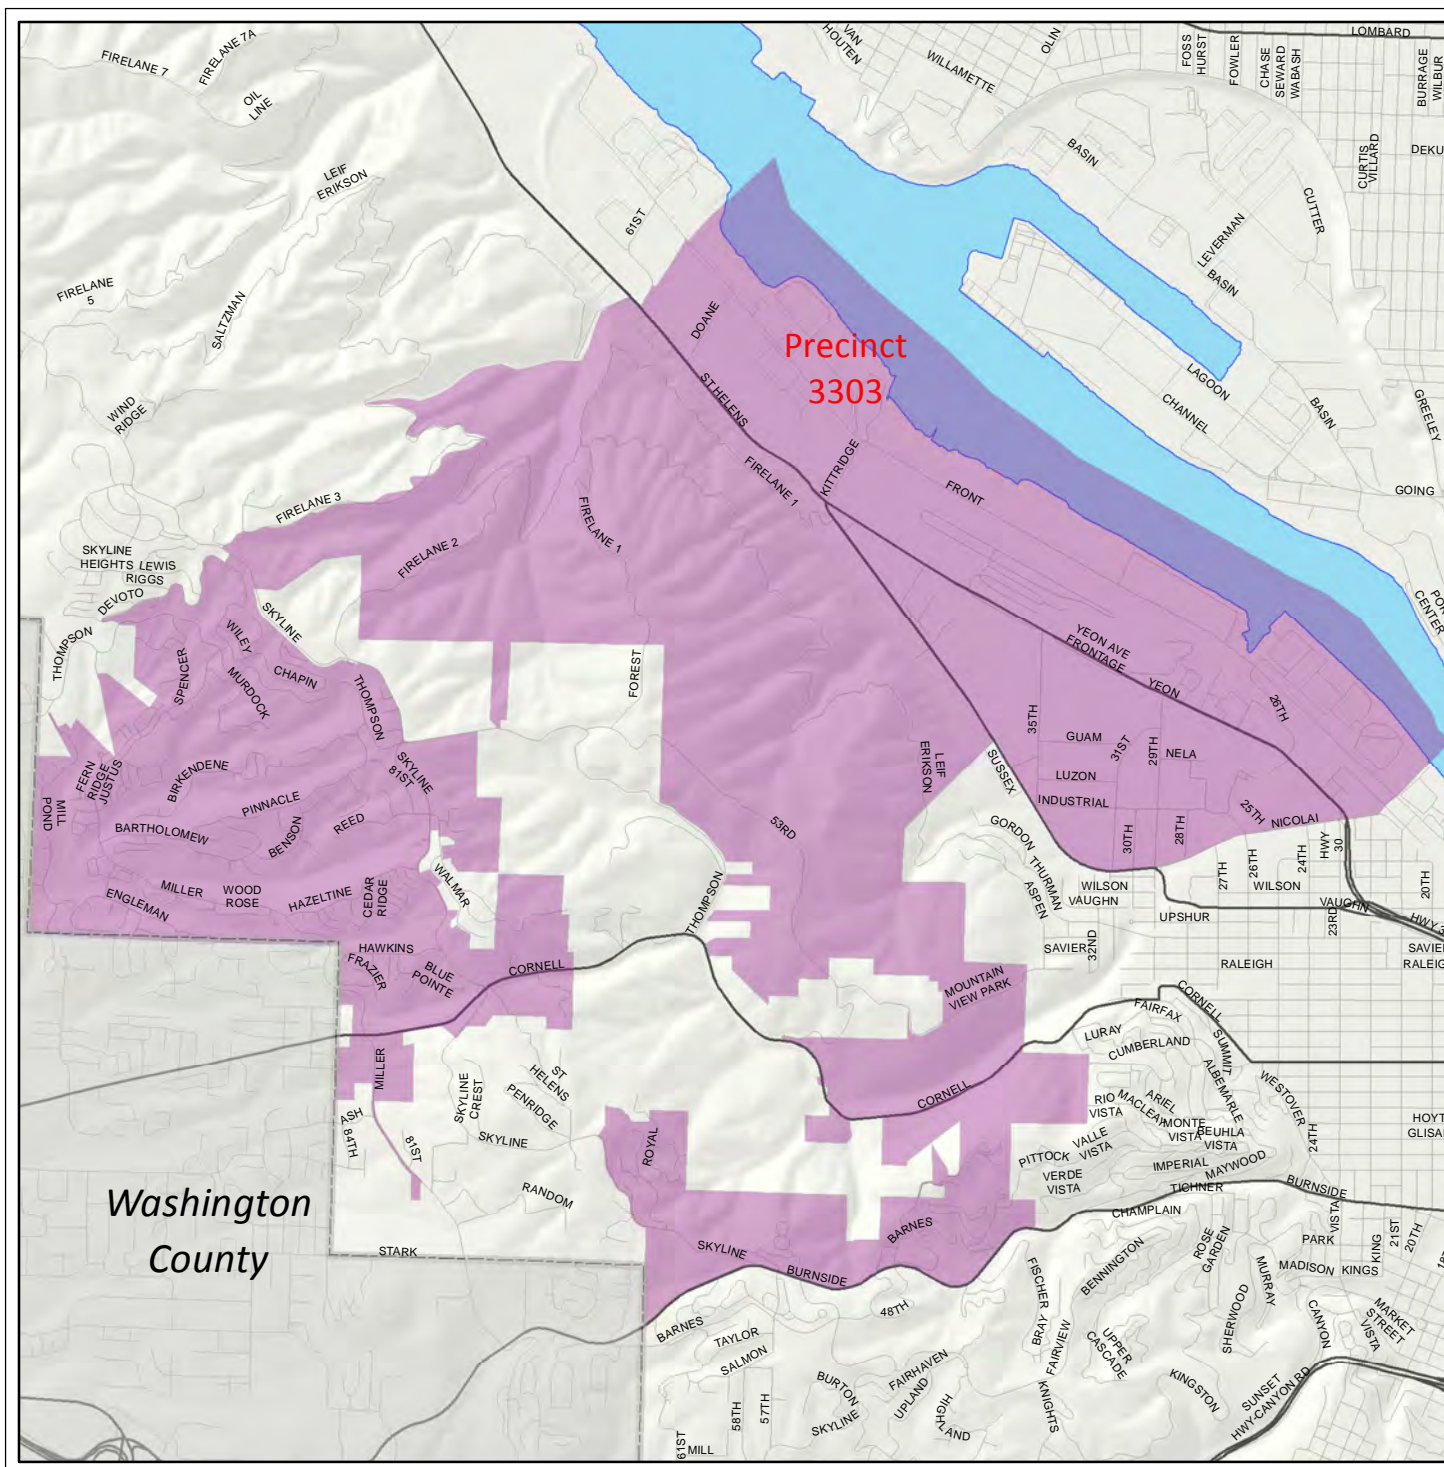 LOMBARD
VAN
HOUTEN
OLIN
FOSS
HURST
FOWLER
CHASE
SEWARD
WABASH
BURRAGE
WILBUR
FIRELANE 7A
FIRELANE 7
WILLAMETTE
OIL
LINE
BASIN
CURTIS
VILLARD
DEKU
LEIF
ERIKSON
CUTTER
61ST
LEVERMAN
BASIN
FIRELANE
5
SALTZMAN
DOANE
Precinct
3303
ST HELENS
LAGOON
CHANNEL
BASIN
GREELEY
WIND
RIDGE
KITTRIDGE
FIRELANE 1
FRONT
GOING
FIRELANE 3
FIRELANE 1
FIRELANE 2
SKYLINE
HEIGHTS
LEWIS
RIGGS
DEVOTO
CENTER
SKYLINE
THOMPSON
WILEY
YEON AVE
FRONTAGE
SPENCER
CHAPIN
MURDOCK
FOREST
YEON
THOMPSON
26TH
35TH
GUAM
31ST
29TH
NELA
LEIF
ERIKSON
SUSSEX
SKYLINE
81ST
FERN
RIDGE
JUSTUS
BIRKENDENE
LUZON
INDUSTRIAL
MILL
POND
PINNACLE
BARTHOLOMEW
BENSON
REED
53RD
GORDON
30TH
28TH
25TH
NICOLAI
HWY
30
WALMAR
THURMAN
ASPEN
27TH
26TH
24TH
20TH
MILLER
WOOD
ROSE
HAZELTINE
CEDAR
RIDGE
ENGLEMAN
THOMPSON
WILSON
VAUGHN
WILSON
VAUGHN
UPSHUR
23RD
HWY 3
HAWKINS
FRAZIER
BLUE
POINTE
CORNELL
SAVIER
32ND
RALEIGH
SAVIER
RALEIG
MOUNTAIN
VIEW PARK
CORNELL
FAIRFAX
LURAY
CUMBERLAND
SUMMIT
ALBEMARLE
MILLER
SKYLINE
CREST
ST
HELENS
PENRIDGE
CORNELL
WESTOVER
RIO
VISTA
MACLEAY
ARIEL
MONTE
VISTA
BEUHLA
VISTA
HOYT
GLISA
ASH
84TH
81ST
SKYLINE
ROYAL
VALLE
VISTA
PITTOCK
VERDE
VISTA
IMPERIAL
MAYWOOD
24TH
TICHNER
BURNSIDE
RANDOM
Washington
County
CHAMPLAIN
VISTA
STARK
SKYLINE
BURNSIDE
BARNES
ROSE
GARDEN
PARK
KING
21ST
20TH
BENNINGTON
MADISON
KINGS
FISCHER
MURRAY
48TH
BARNES
TAYLOR
SALMON
BRAY
FAIRVIEW
UPPER
CASCADE
SHERWOOD
CANYON
MARKET
STREET
VISTA
BURTON
SKYLINE
FAIRHAVEN
UPLAND
HIGHLAND
KNIGHTS
KINGSTON
SUNSET
HWY-CANYON RD
58TH
57TH
61ST
MILL